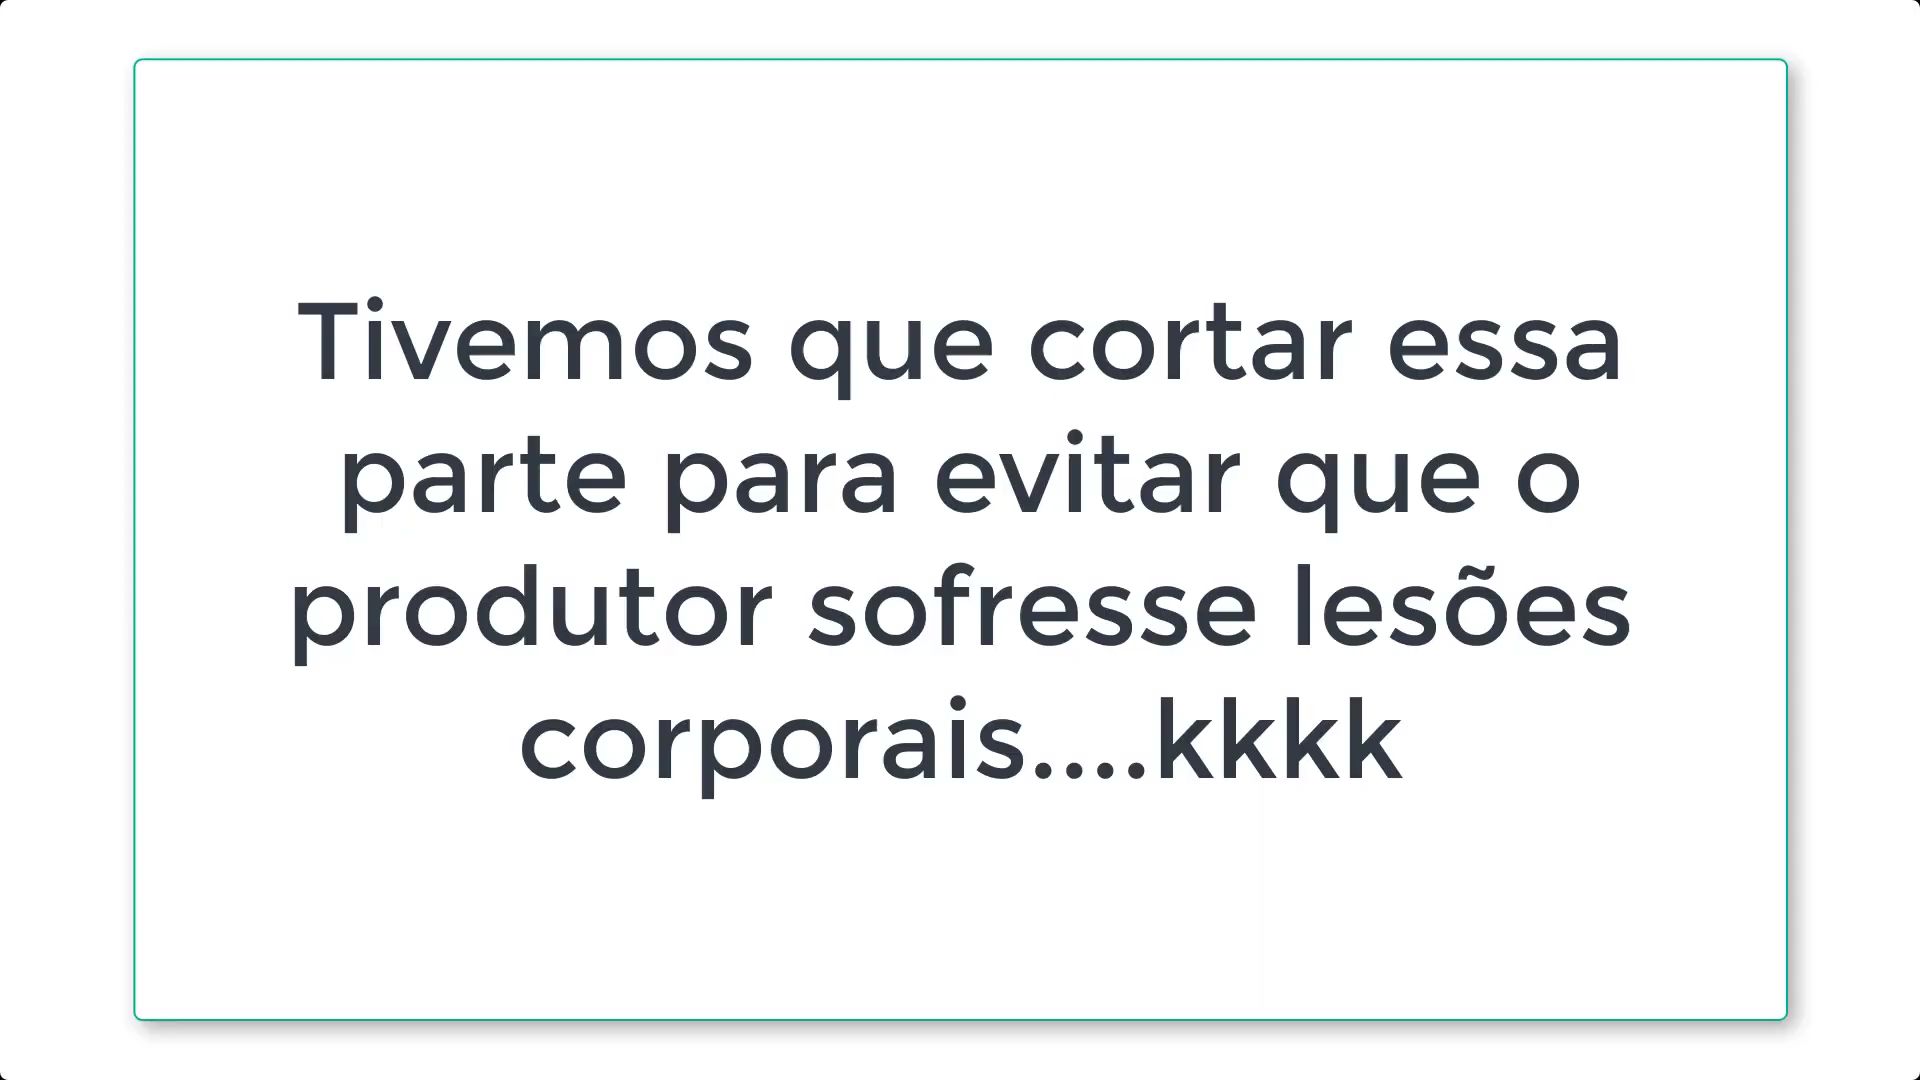 Tivemos que cortar essa
parte para evitar que o
produtor sofresse lesões
corporais....kkkk